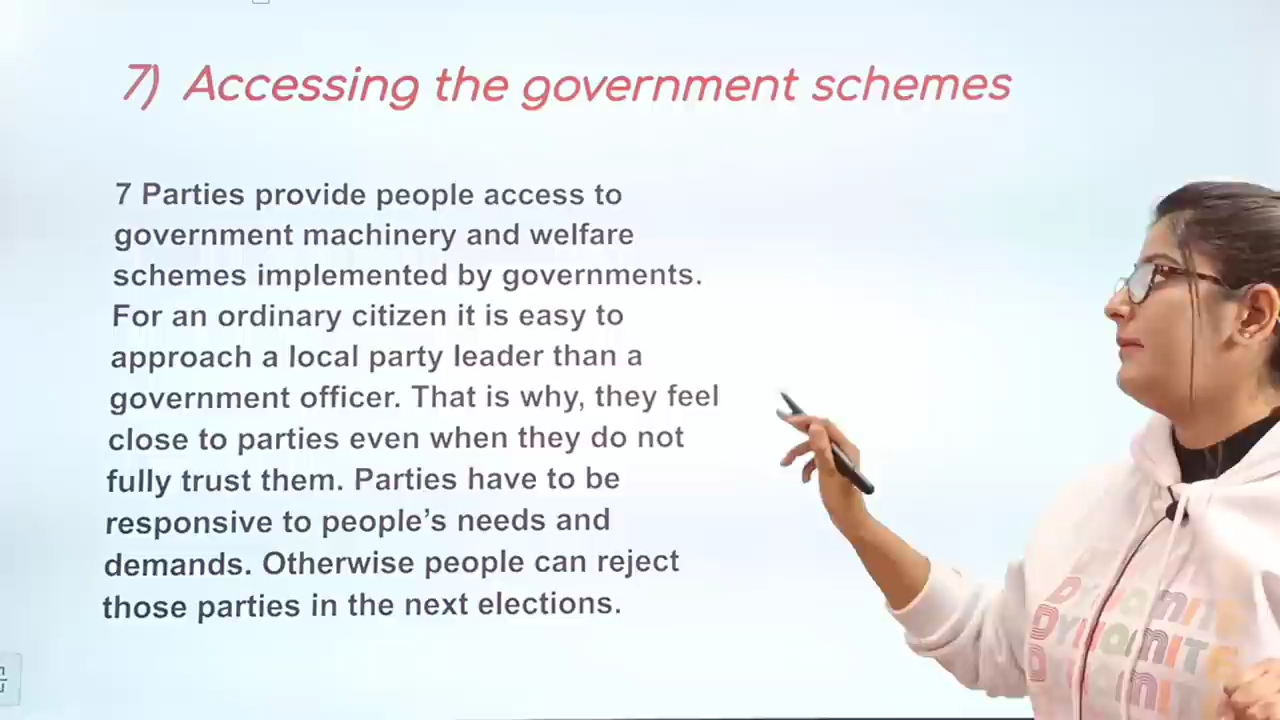 7) Accessing the government schemes
7 Parties provide people access to
government machinery and welfare
schemes implemented by governments.
For an ordinary citizen it is easy to
approach a local party leader than a
government officer. That is why, they feel
close to parties even when they do not
fully trust them. Parties have to be
responsive to people’s needs and
demands. Otherwise people can reject
those parties in the next elections.
DYNAMITE
DYNAMITE